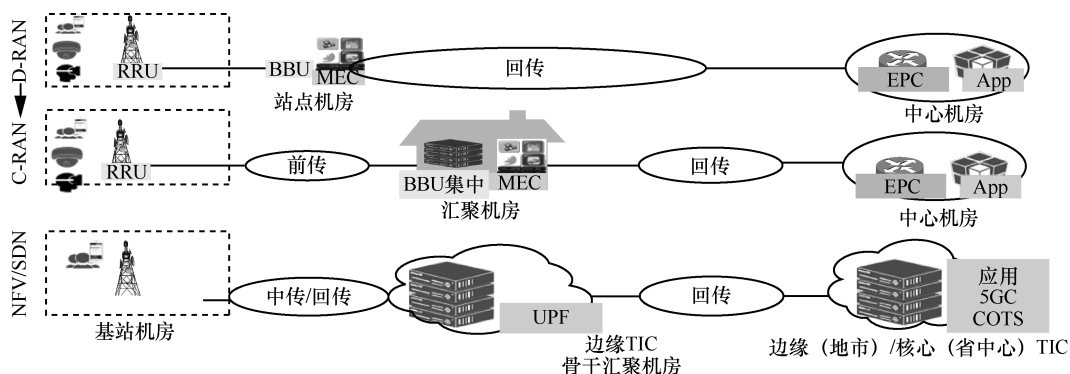 D-RAN
RRU
BBU
MEC
站点机房
回传
EPC
App
中心机房
C-RAN
RRU
前传
BBU集中
MEC
汇聚机房
回传
EPC
App
中心机房
NFV/SDN
基站机房
中传/回传
UPF
边缘TIC
骨干汇聚机房
回传
应用
5GC
COTS
边缘（地市）/核心（省中心）TIC